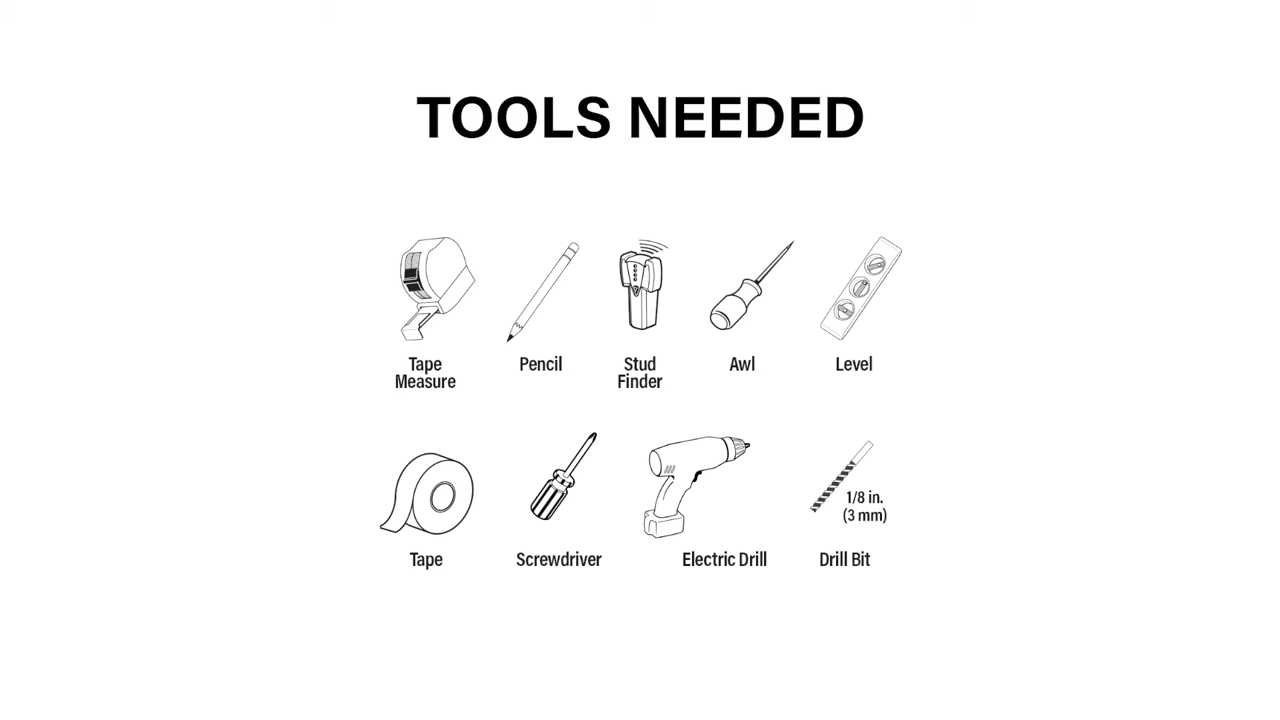 TOOLS NEEDED
Tape
Measure
Pencil
Stud
Finder
Awl
Level
1/8 in.
(3 mm)
Tape
Screwdriver
Electric Drill
Drill Bit